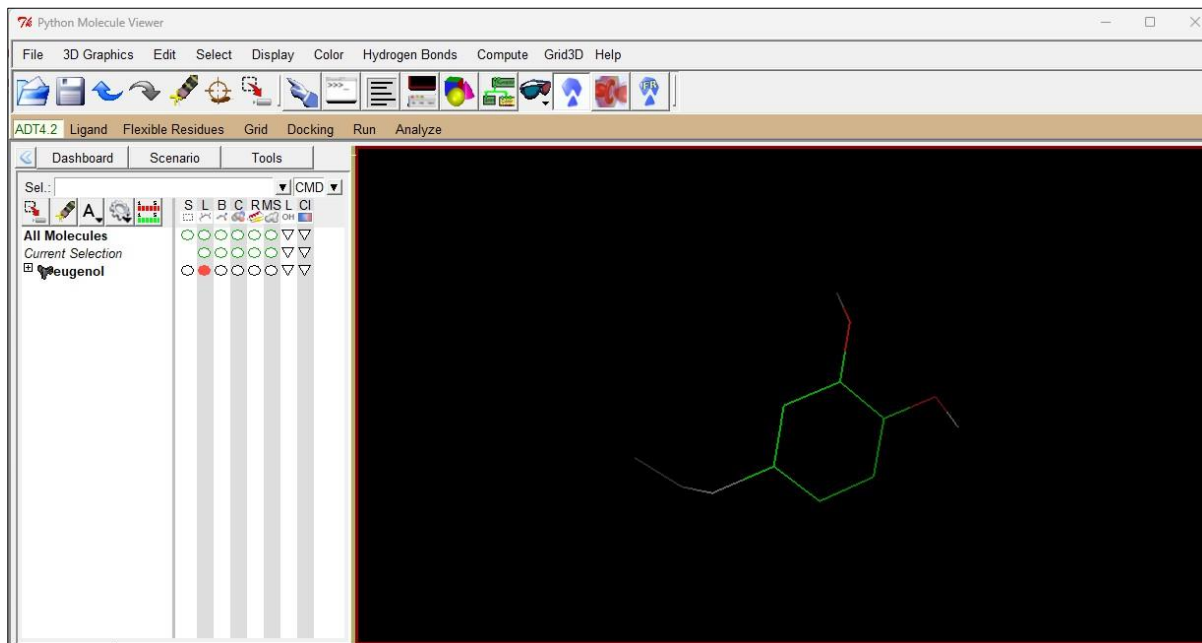 Python Molecule Viewer
File 3D Graphics Edit Select Display Color Hydrogen Bonds Compute Grid3D Help
>>>_
ADT4.2 Ligand Flexible Residues Grid Docking Run Analyze
Dashboard Scenario Tools
Sel.: CMD
A S L B C R MS L Cl
OH
All Molecules
Current Selection
eugenol